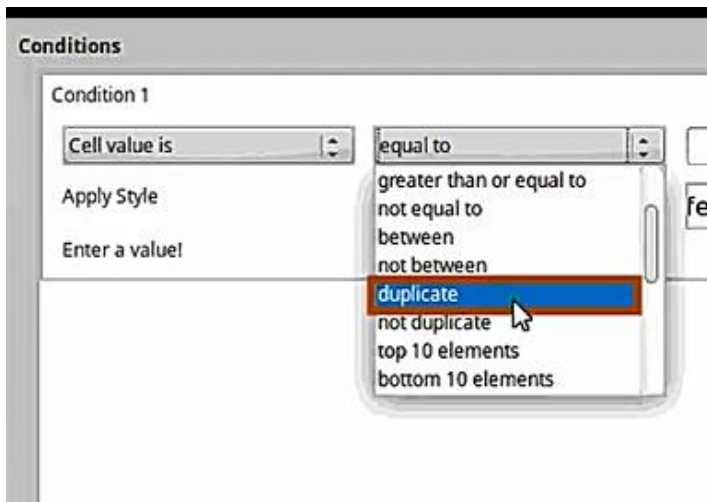 Conditions
Condition 1
Cell value is equal to
greater than or equal to
Apply Style
not equal to
fe
between
Enter a value!
not between
duplicate
not duplicate
top 10 elements
bottom 10 elements